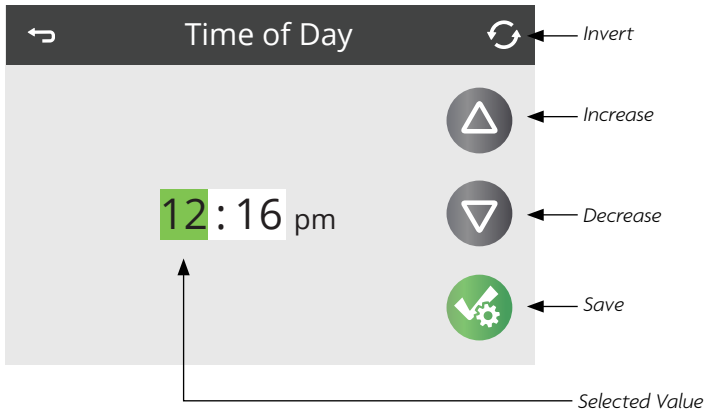 Time of Day
Invert
Increase
12 : 16 pm
Decrease
Save
Selected Value